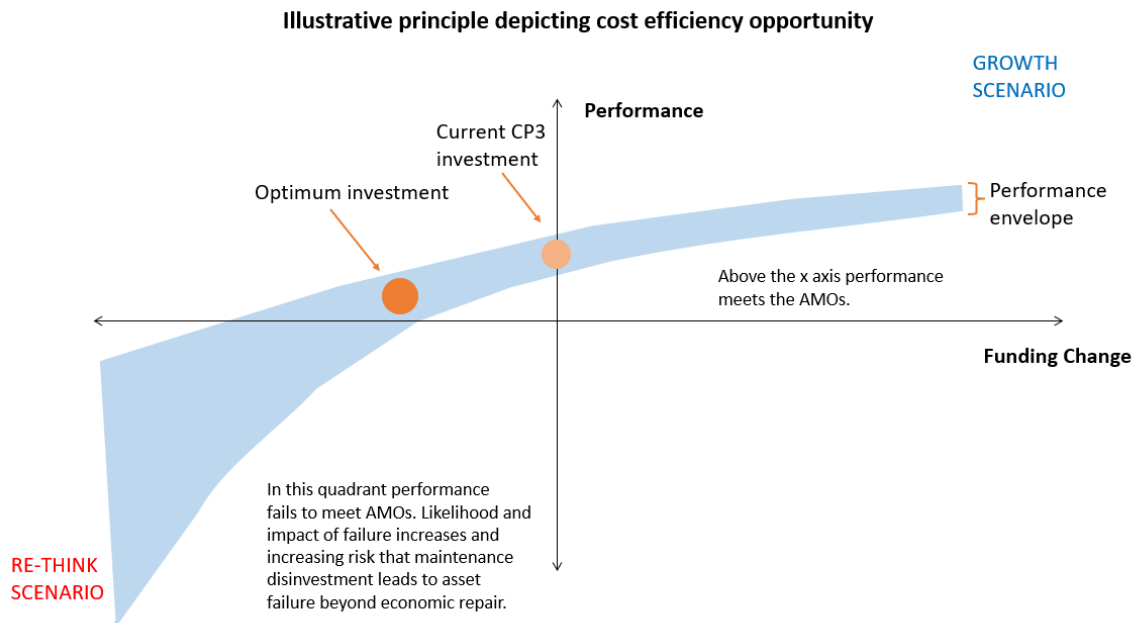 Illustrative principle depicting cost efficiency opportunity
GROWTH
SCENARIO
Performance
Current CP3
investment
Optimum investment
Performance
envelope
Above the x axis performance
meets the AMOs.
Funding Change
In this quadrant performance
fails to meet AMOs. Likelihood and
impact of failure increases and
increasing risk that maintenance
disinvestment leads to asset
failure beyond economic repair.
RE-THINK
SCENARIO